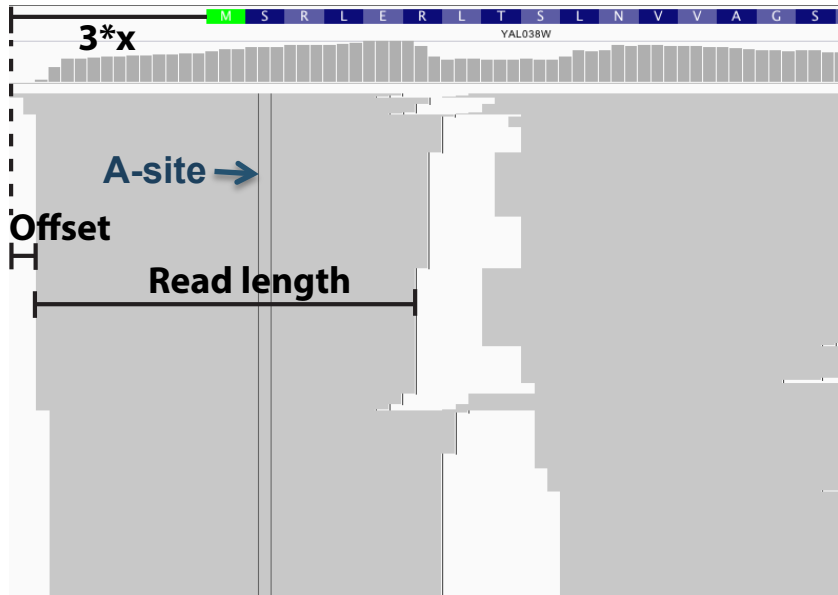 M S R L E R L T S L N V V A G S
3*x
YAL038W
A-site
Offset
Read length